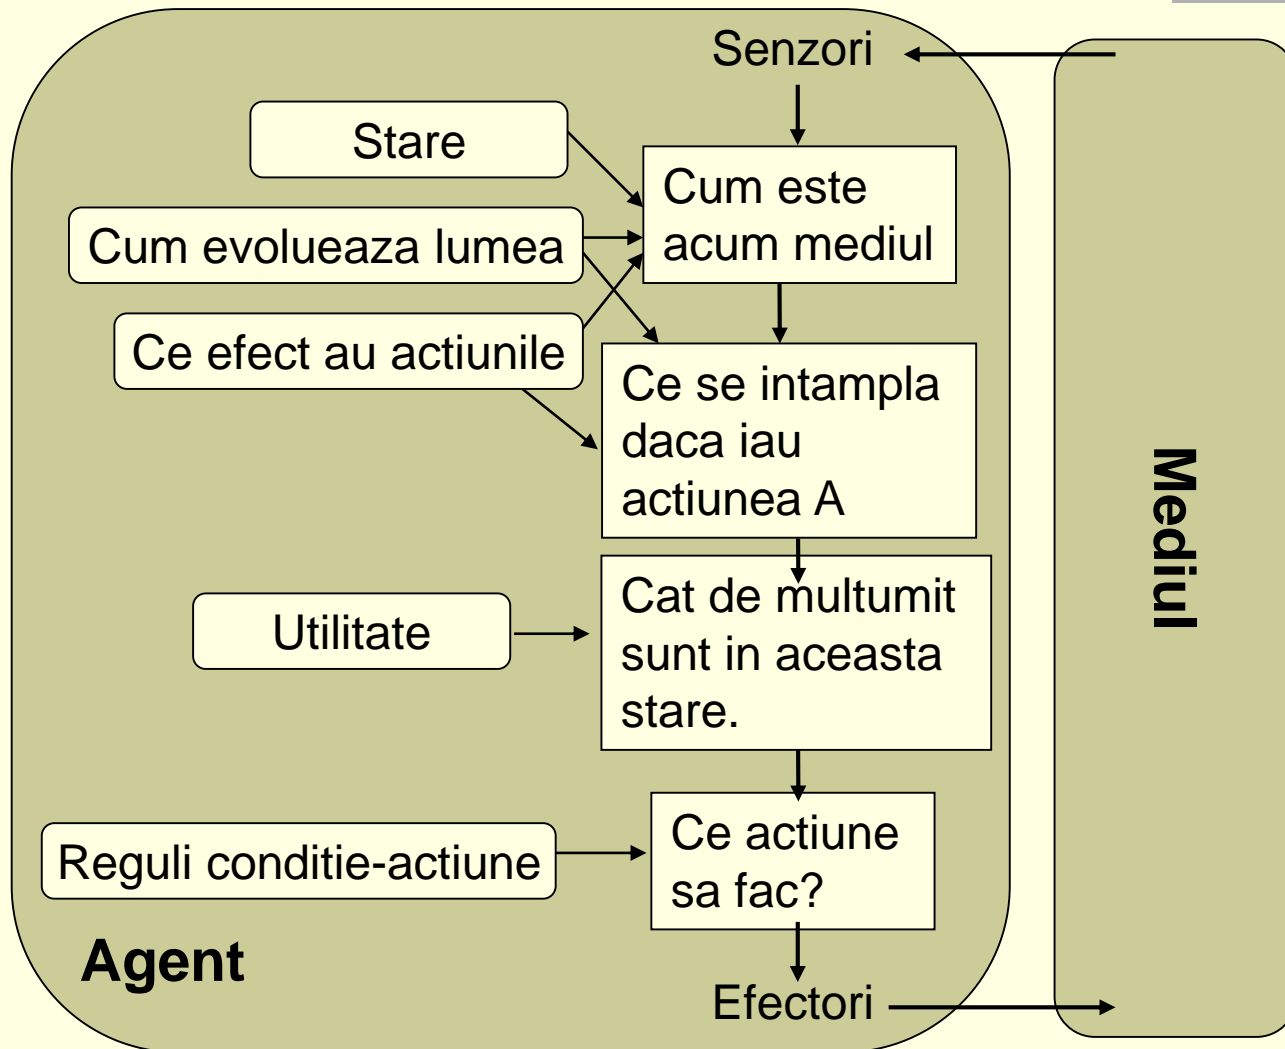 Senzori
Stare
Cum este
acum mediul
Cum evolueaza lumea
Ce efect au actiunile
Ce se intampla
daca iau
actiunea A
Mediul
Utilitate
Cat de multumit
sunt in aceasta
stare.
Reguli conditie-actiune
Ce actiune
sa fac?
Agent
Efectori